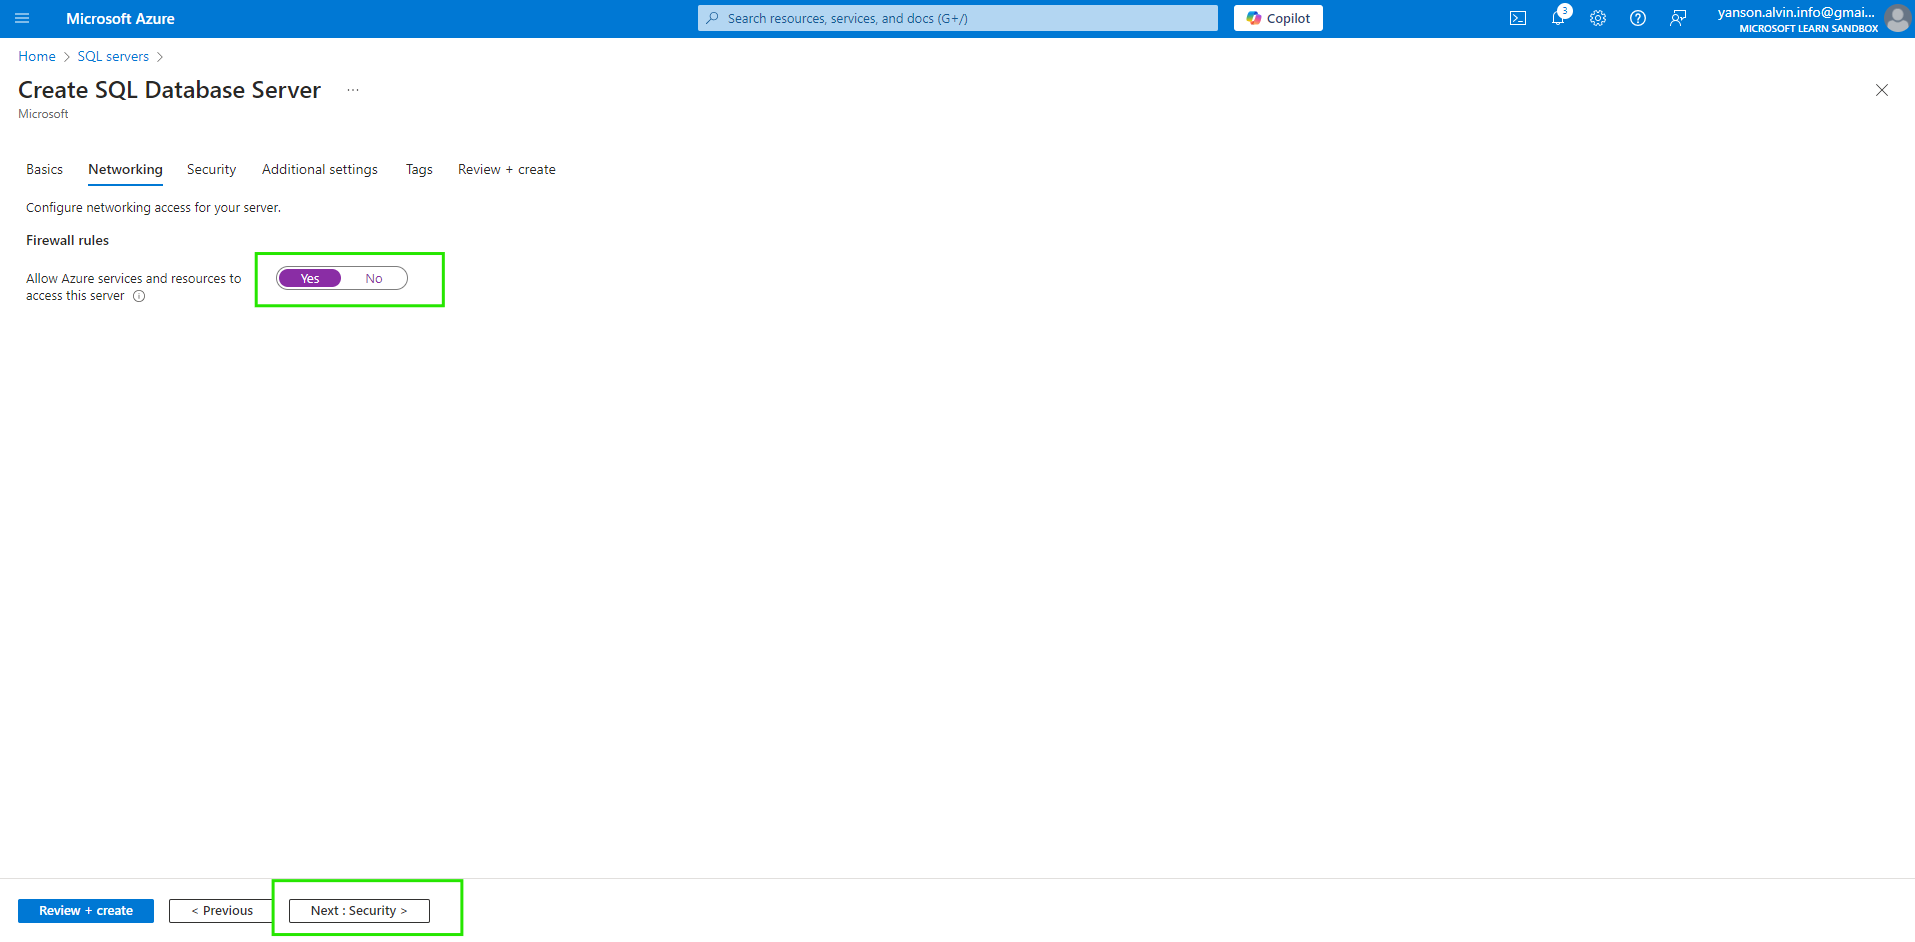 Microsoft Azure
Search resources, services, and docs (G+/)
Copilot
3
yanson.alvin.info@gmai...
MICROSOFT LEARN SANDBOX
Home > SQL servers >
Create SQL Database Server ...
Microsoft
Basics Networking Security Additional settings Tags Review + create
Configure networking access for your server.
Firewall rules
Allow Azure services and resources to
access this server
Yes No
Review + create < Previous Next : Security >